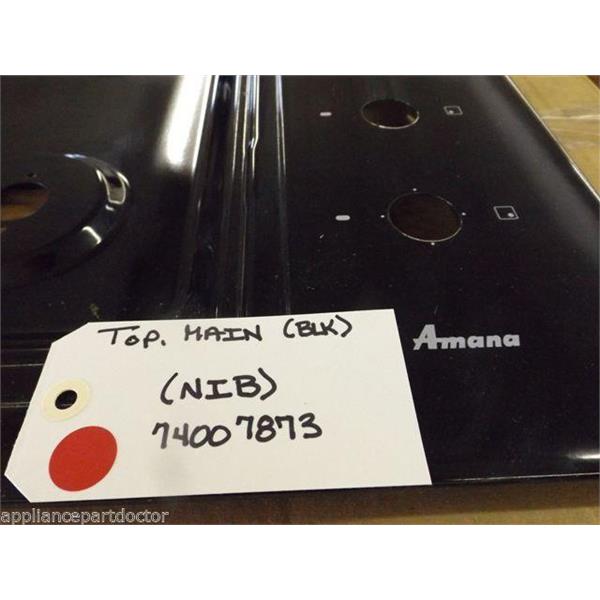 Amana
TOP. MAIN (BLK)
(NIB)
74007873
appliancepartdoctor